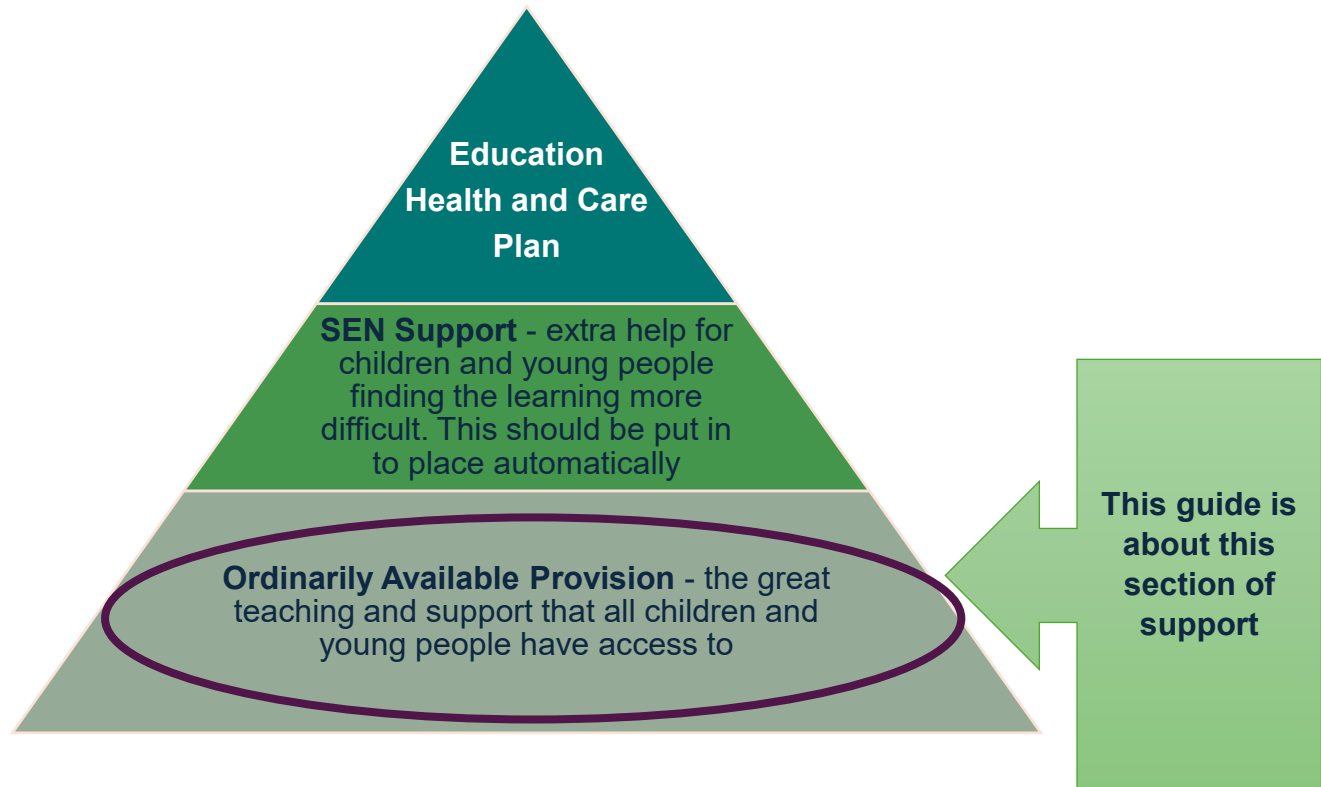 Education
Health and Care
Plan
SEN Support - extra help for
children and young people
finding the learning more
difficult. This should be put in
to place automatically
Ordinarily Available Provision - the great
teaching and support that all children and
young people have access to
This guide is
about this
section of
support